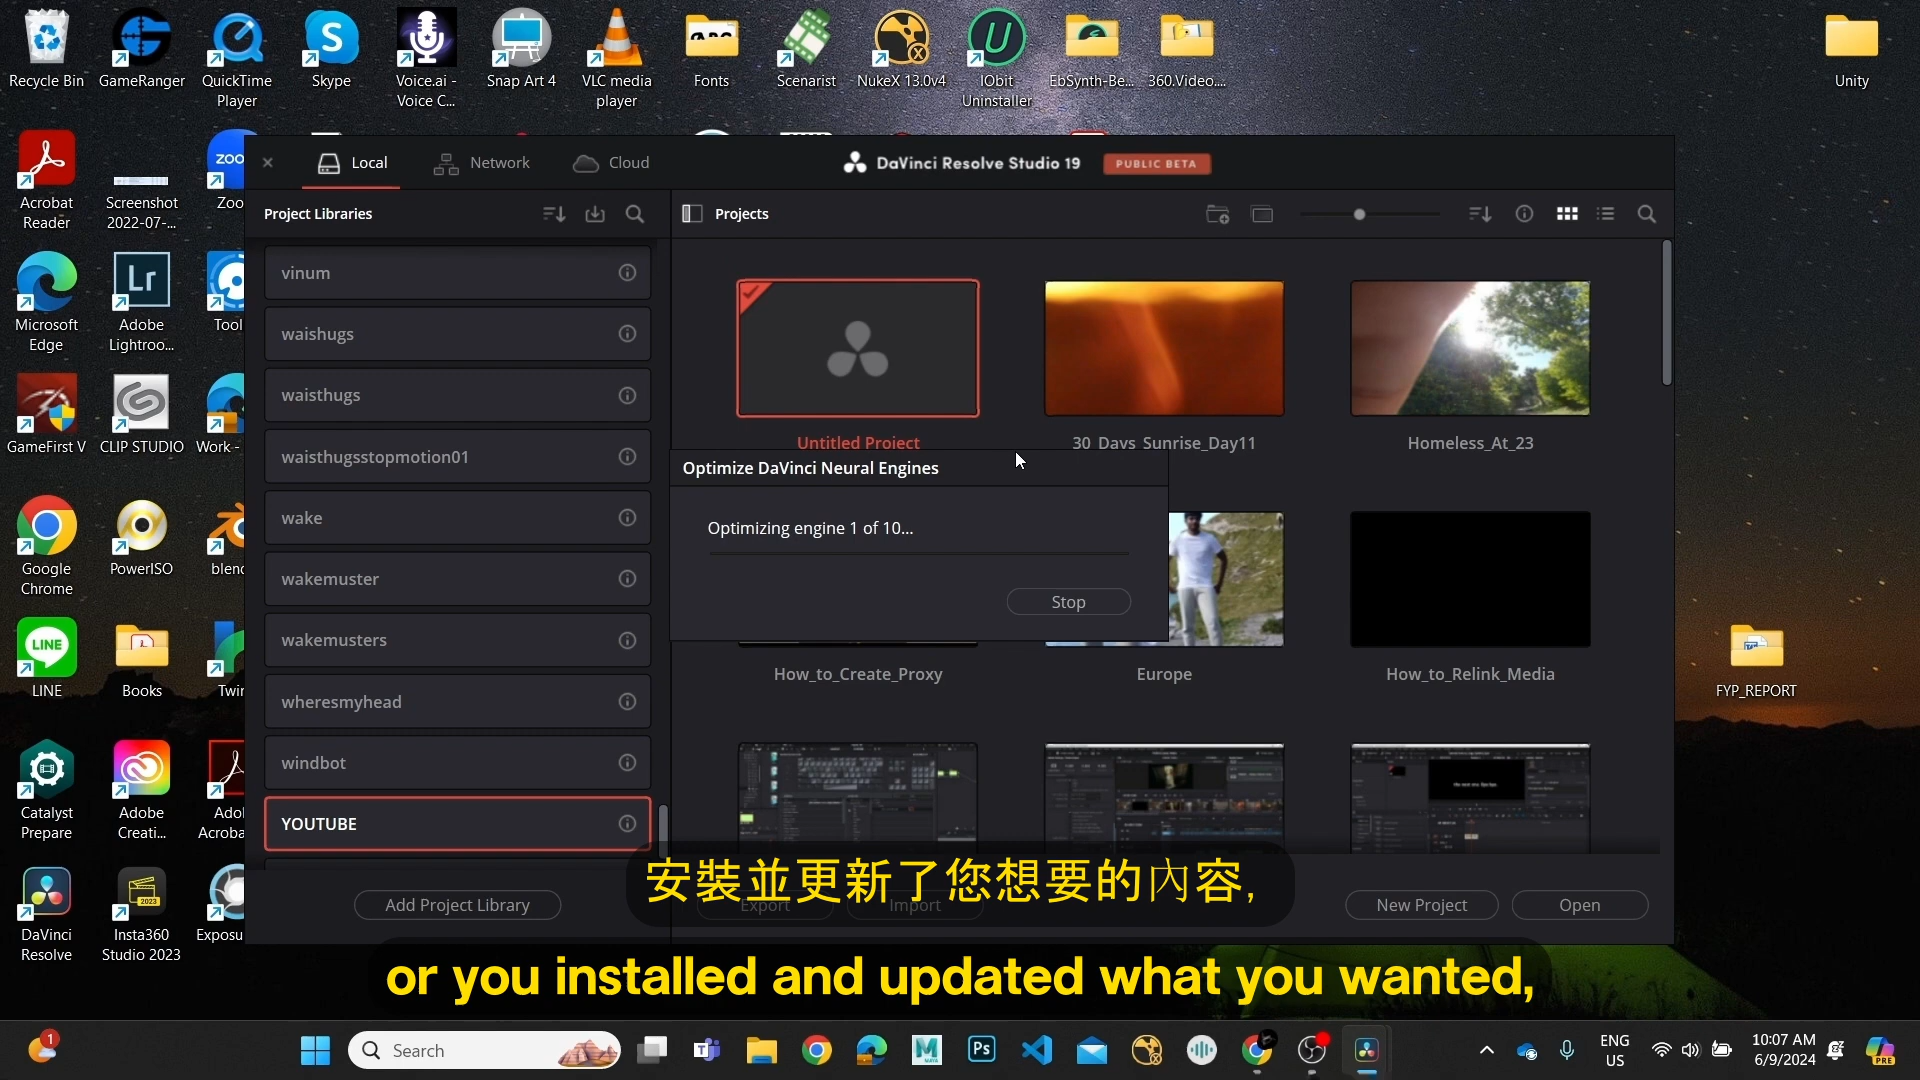 Recycle Bin
GameRanger
QuickTime
Player
Skype
Voice.ai -
Voice C...
Snap Art 4
VLC media
player
Fonts
Scenarist
NukeX 13.0v4
IObit
Uninstaller
EbSynth-Be...
360.Video....
Unity
Acrobat
Reader
Screenshot
2022-07-...
Zoo
Microsoft
Edge
Adobe
Lightroo...
Tool
GameFirst V
CLIP STUDIO
Work -
Google
Chrome
PowerISO
blend
LINE
Books
Twin
Catalyst
Prepare
Adobe
Creati...
Adob
Acroba
DaVinci
Resolve
Insta360
Studio 2023
Exposu
FYP_REPORT
Local
Network
Cloud
DaVinci Resolve Studio 19
PUBLIC BETA
Project Libraries
Projects
vinum
waishugs
waisthugs
waisthugsstopmotion01
wake
wakemuster
wakemusters
wheresmyhead
windbot
YOUTUBE
Add Project Library
Untitled Project
30_Days_Sunrise_Day11
Homeless_At_23
Optimize DaVinci Neural Engines
Optimizing engine 1 of 10...
Stop
How_to_Create_Proxy
Europe
How_to_Relink_Media
Export
Import
New Project
Open
安裝並更新了您想要的內容,
or you installed and updated what you wanted,
1
Search
ENG
US
10:07 AM
6/9/2024